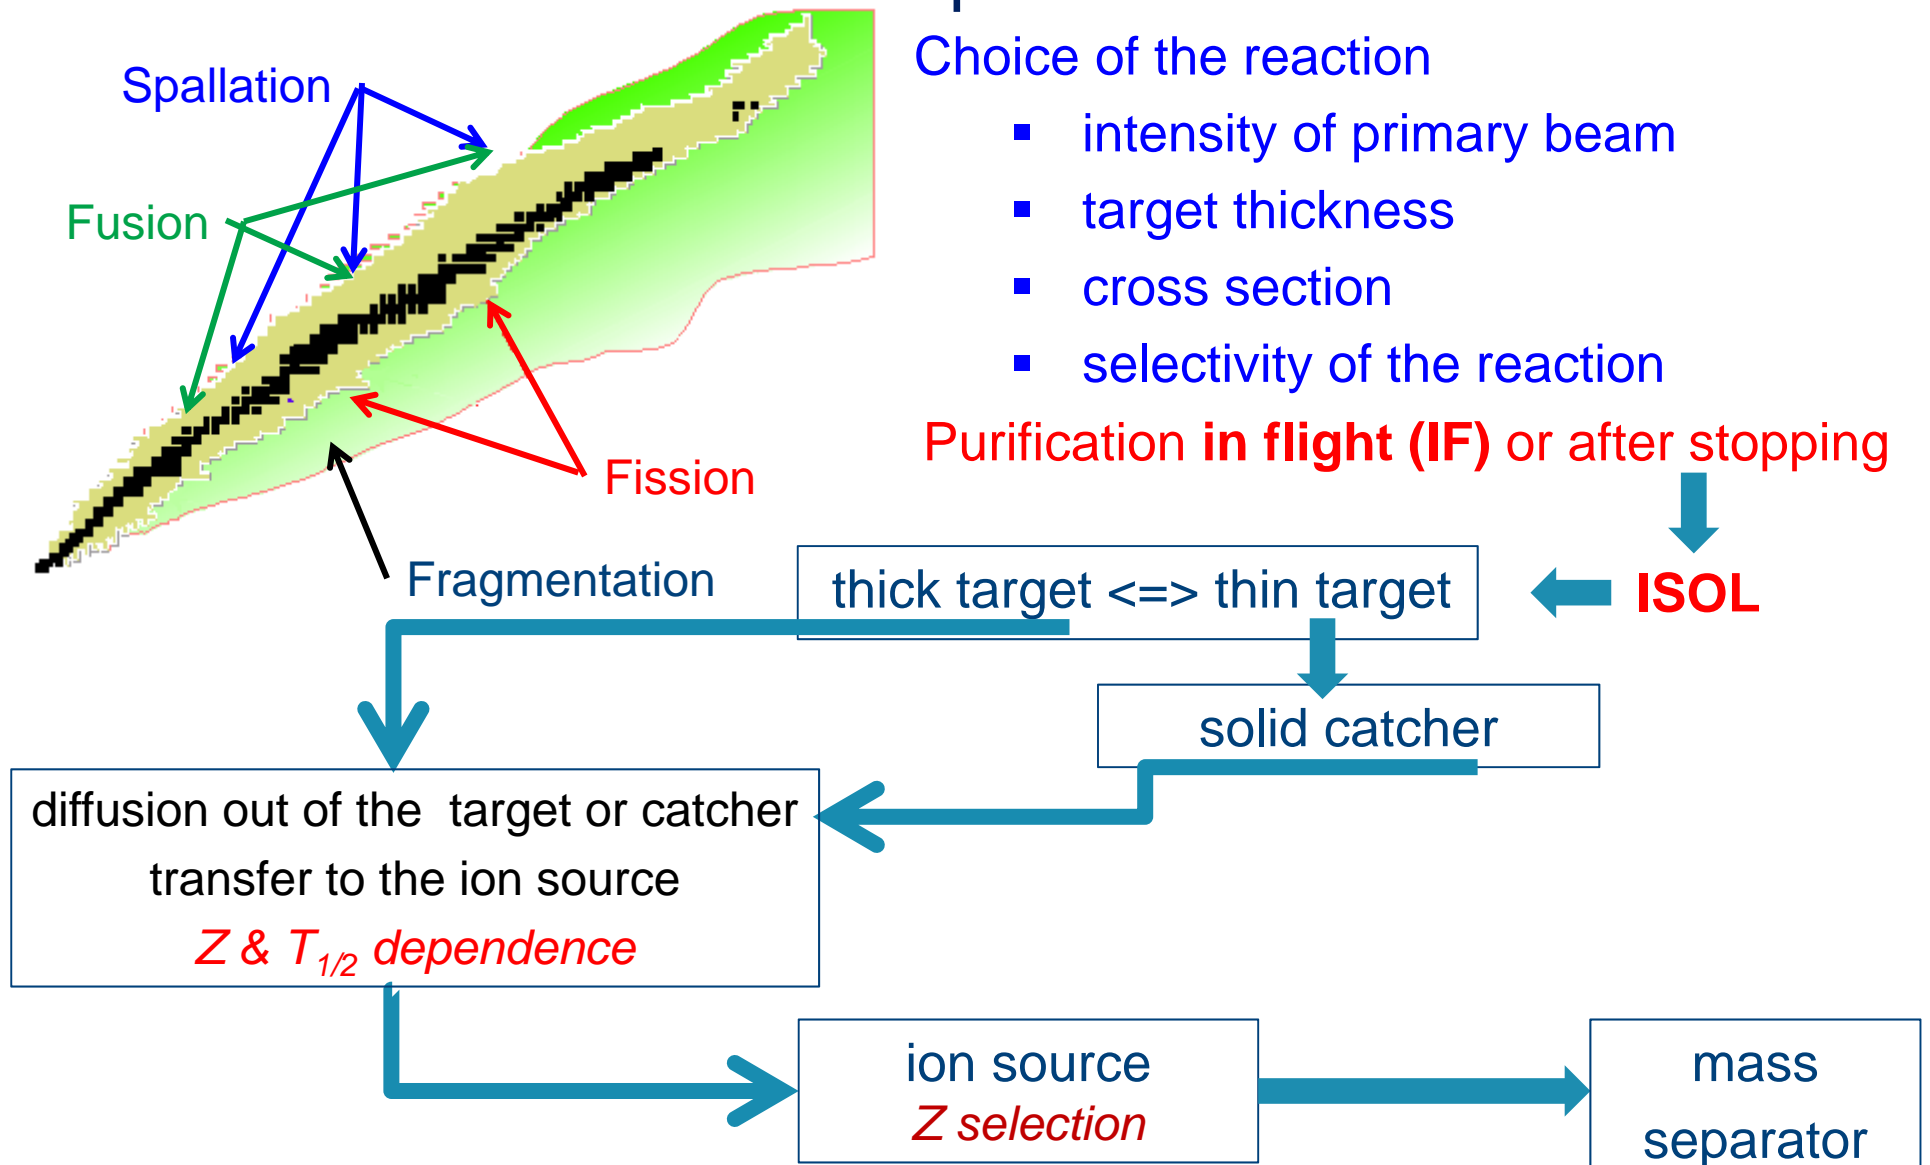 Choice of the reaction
▪ intensity of primary beam
▪ target thickness
▪ cross section
▪ selectivity of the reaction
Purification in flight (IF) or after stopping
Spallation
Fusion
Fission
Fragmentation
ISOL
thick target <=> thin target
solid catcher
diffusion out of the target or catcher
transfer to the ion source
Z & T1/2 dependence
ion source
Z selection
mass
separator